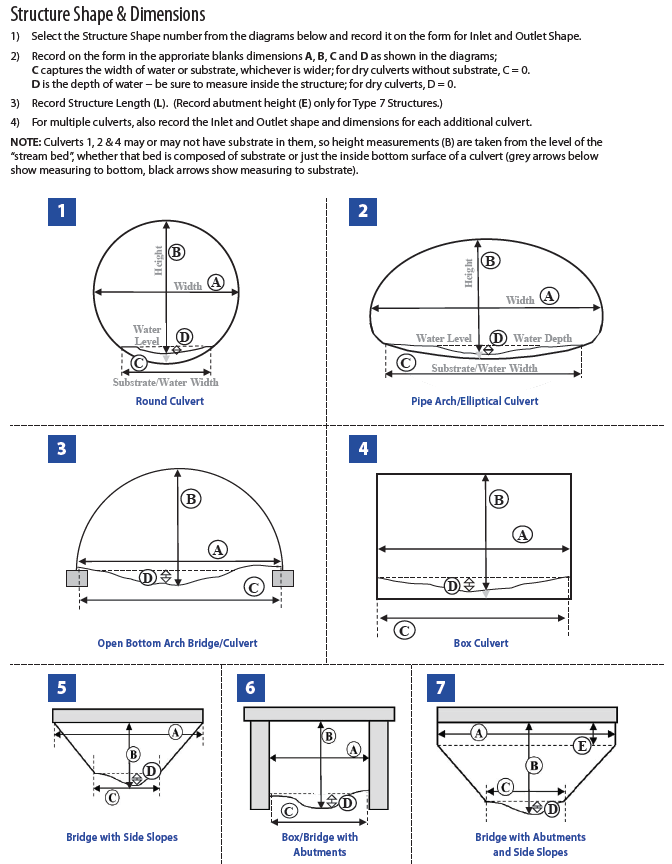 Structure Shape & Dimensions
1) Select the Structure Shape number from the diagrams below and record it on the form for Inlet and Outlet Shape.
2) Record on the form in the approriate blanks dimensions A, B, C and D as shown in the diagrams;
C captures the width of water or substrate, whichever is wider; for dry culverts without substrate, C = 0.
D is the depth of water – be sure to measure inside the structure; for dry culverts, D = 0.
3) Record Structure Length (L). (Record abutment height (E) only for Type 7 Structures.)
4) For multiple culverts, also record the Inlet and Outlet shape and dimensions for each additional culvert.
NOTE: Culverts 1, 2 & 4 may or may not have substrate in them, so height measurements (B) are taken from the level of the
"stream bed", whether that bed is composed of substrate or just the inside bottom surface of a culvert (grey arrows below
show measuring to bottom, black arrows show measuring to substrate).
1
Height
B
Width A
Water
Level
D
C
Substrate/Water Width
Round Culvert
2
Height
B
Width A
Water Level D Water Depth
C
Substrate/Water Width
Pipe Arch/Elliptical Culvert
3
B
A
D
C
Open Bottom Arch Bridge/Culvert
4
B
A
D
C
Box Culvert
5
A
B
D
C
Bridge with Side Slopes
6
B
A
C
D
Box/Bridge with
Abutments
7
A
E
B
C
D
Bridge with Abutments
and Side Slopes